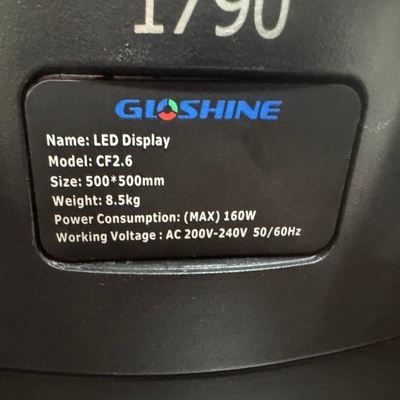 1790
GLOSHINE
Name: LED Display
Model: CF2.6
Size: 500*500mm
Weight: 8.5kg
Power Consumption: (MAX) 160W
Working Voltage : AC 200V-240V 50/60Hz